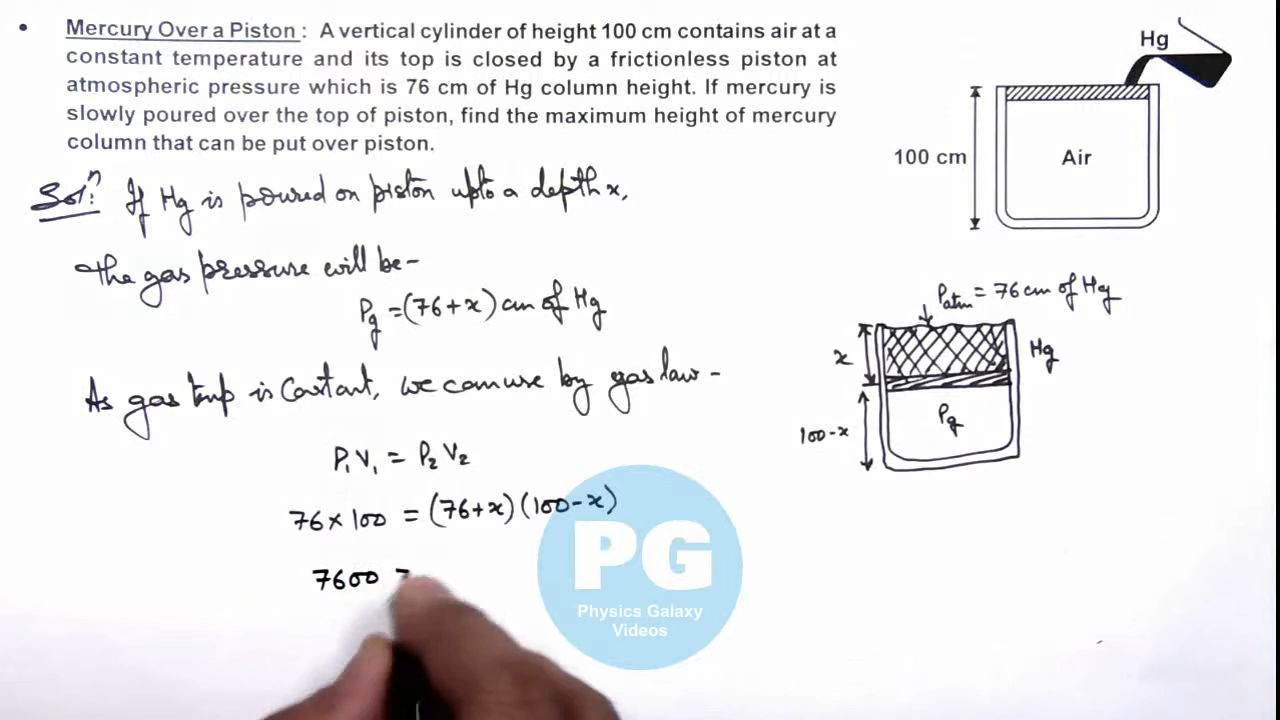 • Mercury Over a Piston : A vertical cylinder of height 100 cm contains air at a
constant temperature and its top is closed by a frictionless piston at
atmospheric pressure which is 76 cm of Hg column height. If mercury is
slowly poured over the top of piston, find the maximum height of mercury
column that can be put over piston.
Hg
100 cm
Air
Solⁿ: If Hg is poured on piston upto a depth x,
The gas pressure will be-
Pg = (76+x) cm of Hg
As gas temp is Constant, we can use by gas law -
P₁V₁ = P₂V₂
76 × 100 = (76+x)(100-x)
7600 =
Patm = 76 cm of Hg
x
Hg
100-x
Pg
PG
Physics Galaxy
Videos